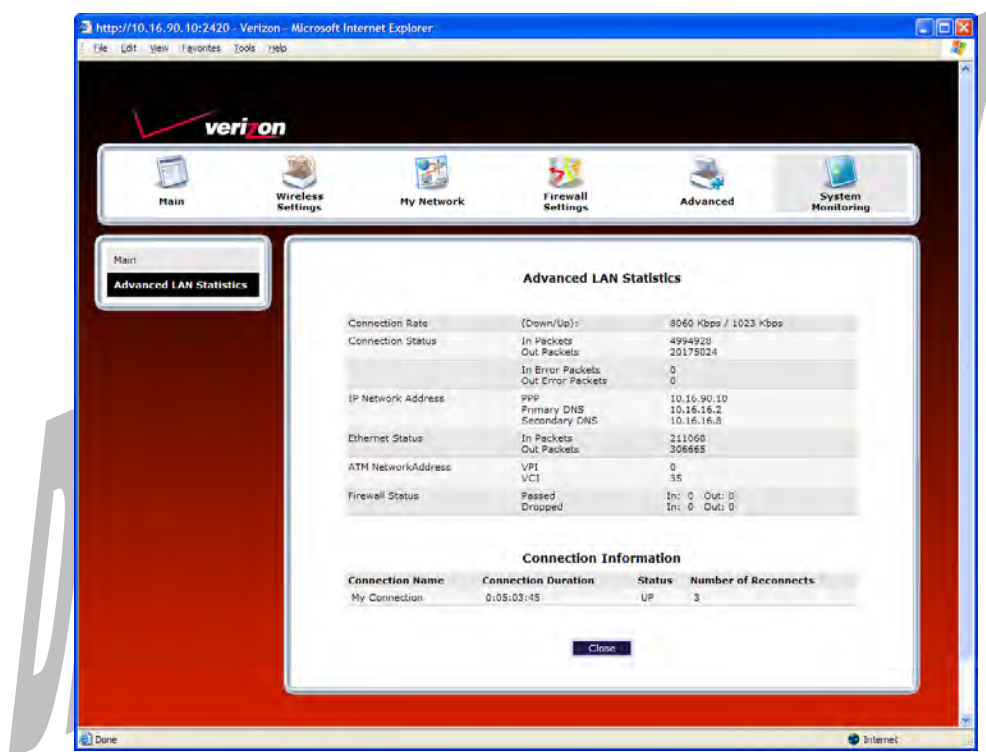 http://10.16.90.10:2420 - Verizon - Microsoft Internet Explorer
File Edit View Favorites Tools Help
verizon
Main
Wireless Settings
My Network
Firewall Settings
Advanced
System Monitoring
Main
Advanced LAN Statistics
Advanced LAN Statistics
Connection Rate (Down/Up): 8060 Kbps / 1023 Kbps
Connection Status In Packets 4994928
Out Packets 20175024
In Error Packets 0
Out Error Packets 0
IP Network Address PPP 10.16.90.10
Primary DNS 10.16.16.2
Secondary DNS 10.16.16.8
Ethernet Status In Packets 211060
Out Packets 306665
ATM NetworkAddress VPI 0
VCI 35
Firewall Status Passed In: 0 Out: 0
Dropped In: 0 Out: 0
Connection Information
Connection Name Connection Duration Status Number of Reconnects
My Connection 0:05:03:45 UP 3
Close
Done Internet